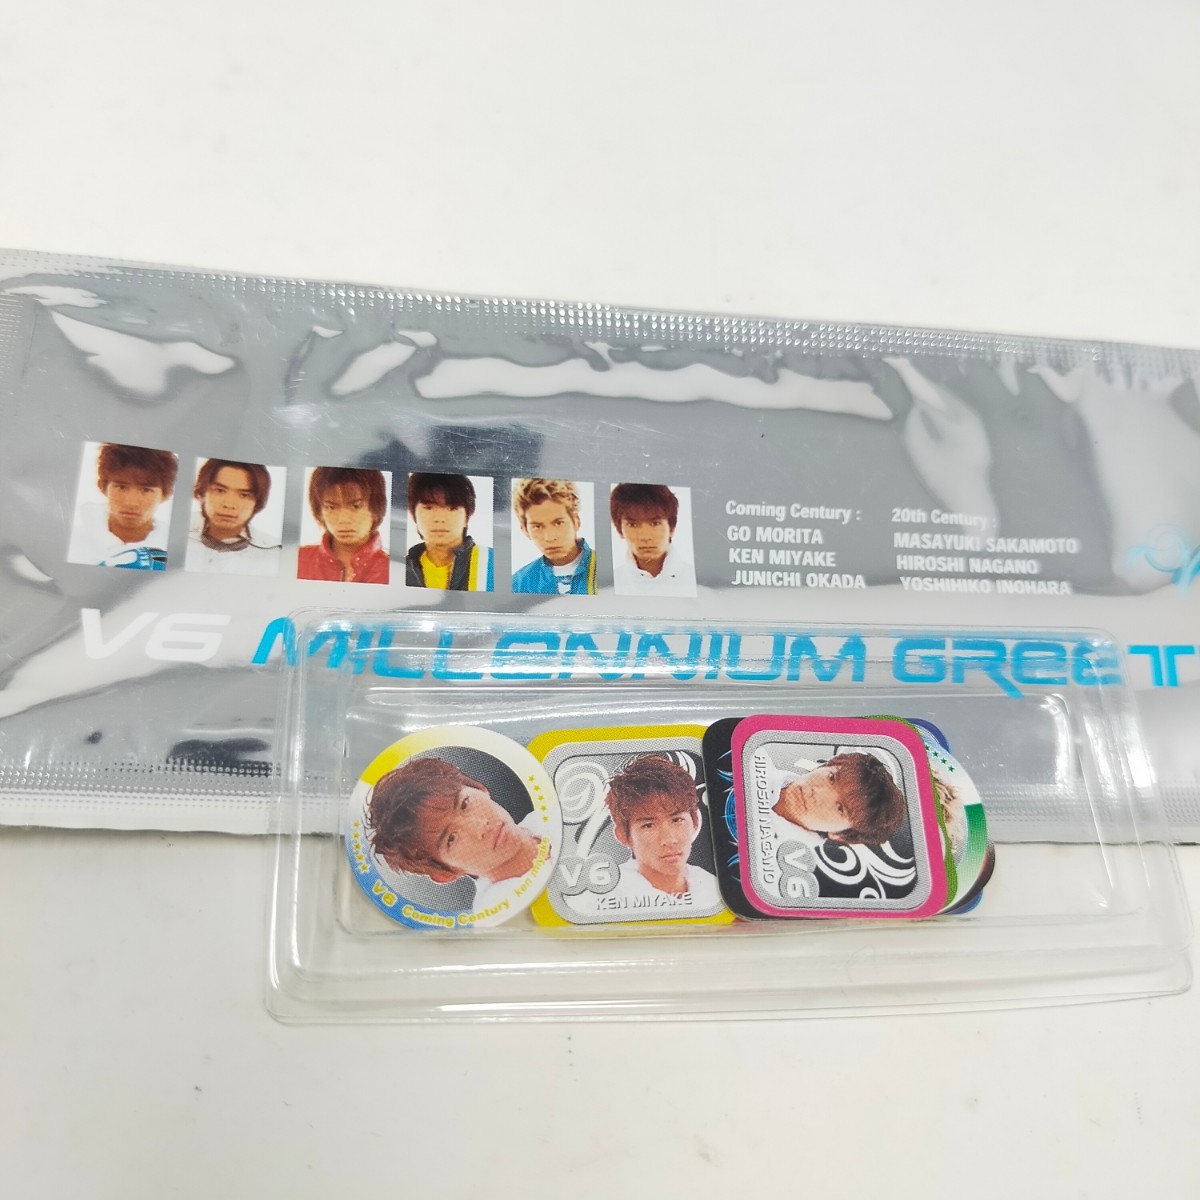 Coming Century :
GO MORITA
KEN MIYAKE
JUNICHI OKADA
20th Century :
MASAYUKI SAKAMOTO
HIROSHI NAGANO
YOSHIHIKO INOHARA
V6 MILLENNIUM GREET
V6 Coming Century ken miyake
V6
KEN MIYAKE
HIROSHI NAGANO
V6